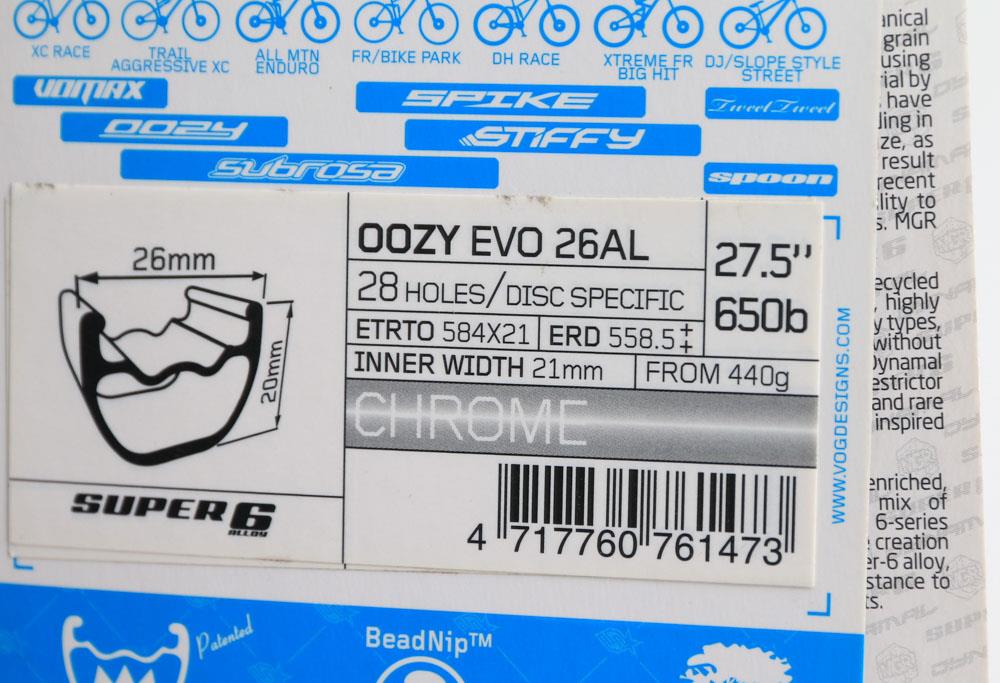 XC RACE
TRAIL
AGGRESSIVE XC
ALL MTN
ENDURO
FR/BIKE PARK
DH RACE
XTREME FR
BIG HIT
DJ/SLOPE STYLE
STREET
VOMAX
SPIKE
TweetTweet
OOZY
STIFFY
SUBROSA
spoon
26mm
20mm
SUPER 6
ALLOY
OOZY EVO 26AL
27.5''
650b
28 HOLES/DISC SPECIFIC
ETRTO 584X21
ERD 558.5±
INNER WIDTH 21mm
FROM 440g
CHROME
4 717760 761473
WWW.VOGDESIGNS.COM
Patented
BeadNip™
anical
grain
using
ial by
have
ling in
ze, as
result
recent
lity to
s. MGR
ecycled
highly
y types,
without
Dynamal
estrictor
and rare
inspired
enriched,
mix of
6-series
creation
er-6 alloy,
stance to
ts.